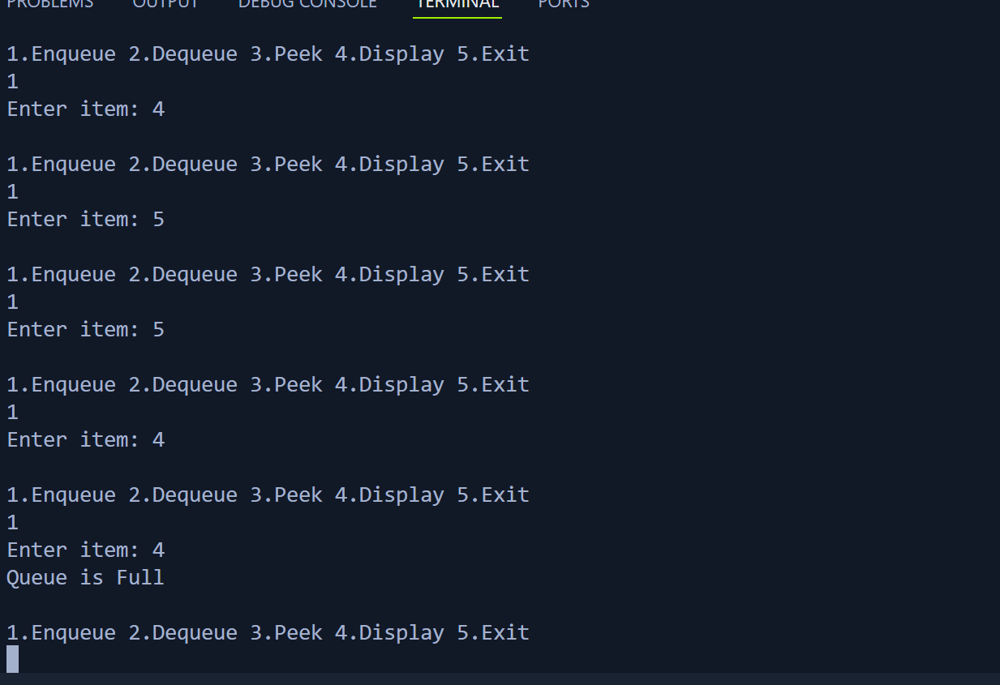 PROBLEMS OUTPUT DEBUG CONSOLE TERMINAL PORTS
1.Enqueue 2.Dequeue 3.Peek 4.Display 5.Exit
1
Enter item: 4
1.Enqueue 2.Dequeue 3.Peek 4.Display 5.Exit
1
Enter item: 5
1.Enqueue 2.Dequeue 3.Peek 4.Display 5.Exit
1
Enter item: 5
1.Enqueue 2.Dequeue 3.Peek 4.Display 5.Exit
1
Enter item: 4
1.Enqueue 2.Dequeue 3.Peek 4.Display 5.Exit
1
Enter item: 4
Queue is Full
1.Enqueue 2.Dequeue 3.Peek 4.Display 5.Exit